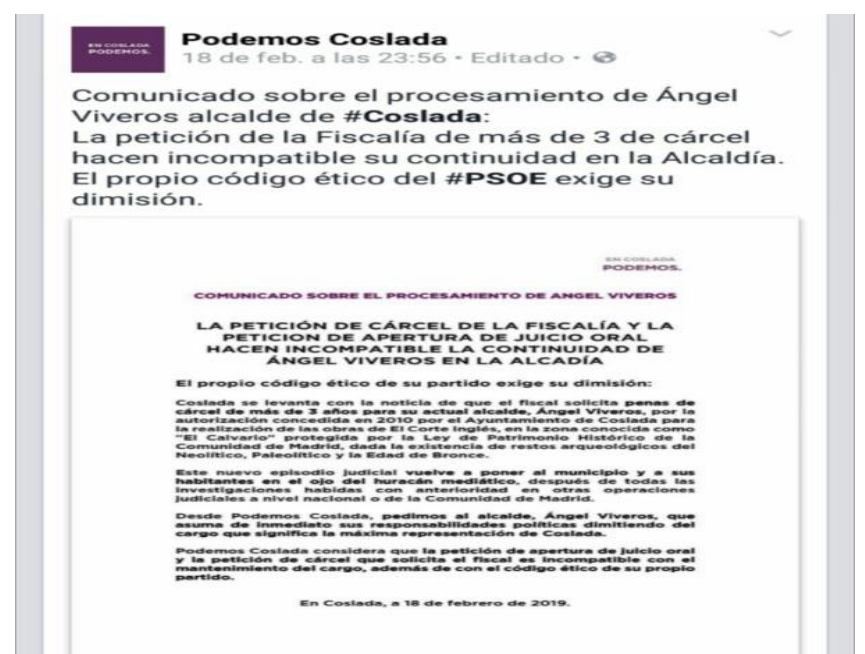 EN COSLADA
PODEMOS.
Podemos Coslada
18 de feb. a las 23:56 • Editado •
Comunicado sobre el procesamiento de Ángel
Viveros alcalde de #Coslada:
La petición de la Fiscalía de más de 3 de cárcel
hacen incompatible su continuidad en la Alcaldía.
El propio código ético del #PSOE exige su
dimisión.
EN COSLADA
PODEMOS.
COMUNICADO SOBRE EL PROCESAMIENTO DE ANGEL VIVEROS
LA PETICIÓN DE CÁRCEL DE LA FISCALÍA Y LA
PETICION DE APERTURA DE JUICIO ORAL
HACEN INCOMPATIBLE LA CONTINUIDAD DE
ÁNGEL VIVEROS EN LA ALCADÍA
El propio código ético de su partido exige su dimisión:
Coslada se levanta con la noticia de que el fiscal solicita penas de
cárcel de más de 3 años para su actual alcalde, Ángel Viveros, por la
autorización concedida en 2010 por el Ayuntamiento de Coslada para
la realización de las obras de El Corte Inglés, en la zona conocida como
"El Calvario" protegida por la Ley de Patrimonio Histórico de la
Comunidad de Madrid, dada la existencia de restos arqueológicos del
Neolítico, Paleolítico y la Edad de Bronce.
Este nuevo episodio judicial vuelve a poner al municipio y a sus
habitantes en el ojo del huracán mediático, después de todas las
investigaciones habidas con anterioridad en otras operaciones
judiciales a nivel nacional o de la Comunidad de Madrid.
Desde Podemos Coslada, pedimos al alcalde, Ángel Viveros, que
asuma de inmediato sus responsabilidades políticas dimitiendo del
cargo que significa la máxima representación de Coslada.
Podemos Coslada considera que la petición de apertura de juicio oral
y la petición de cárcel que solicita el fiscal es incompatible con el
mantenimiento del cargo, además de con el código ético de su propio
partido.
En Coslada, a 18 de febrero de 2019.